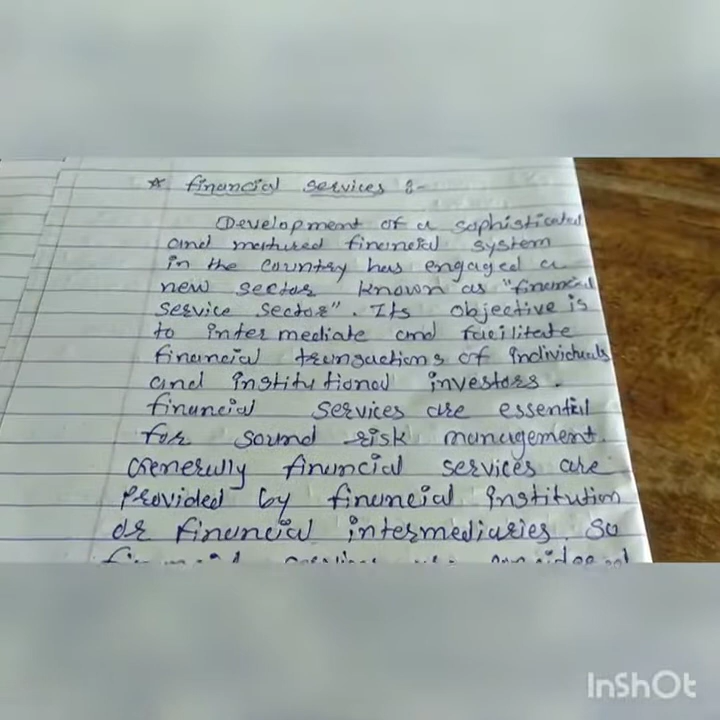 * financial services :-
Development of a sophisticated
and matured financial system
in the country has engaged a
new sector known as "financial
service sector". Its objective is
to intermediate and facilitate
financial transactions of individuals
and institutional investors.
financial services are essential
for sound risk management.
Generally financial services are
provided by financial institution
or financial intermediaries. So
InShOt